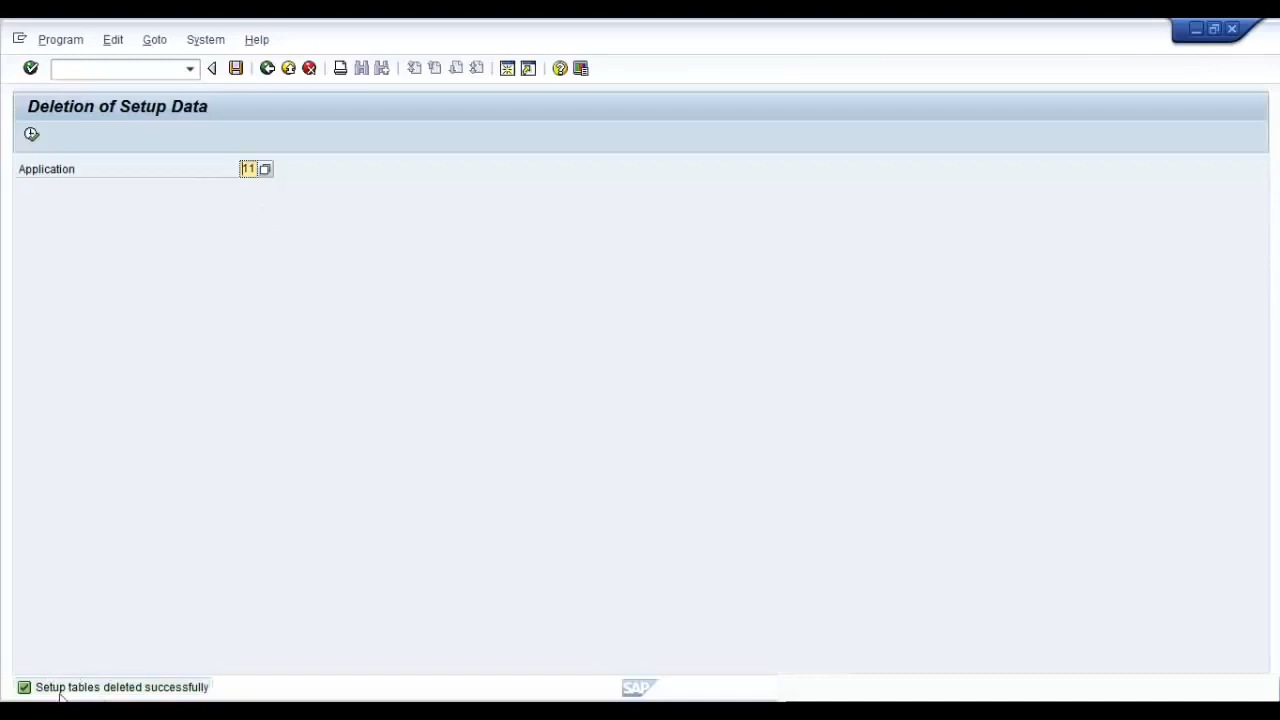 Program Edit Goto System Help
Deletion of Setup Data
Application 11
Setup tables deleted successfully
SAP